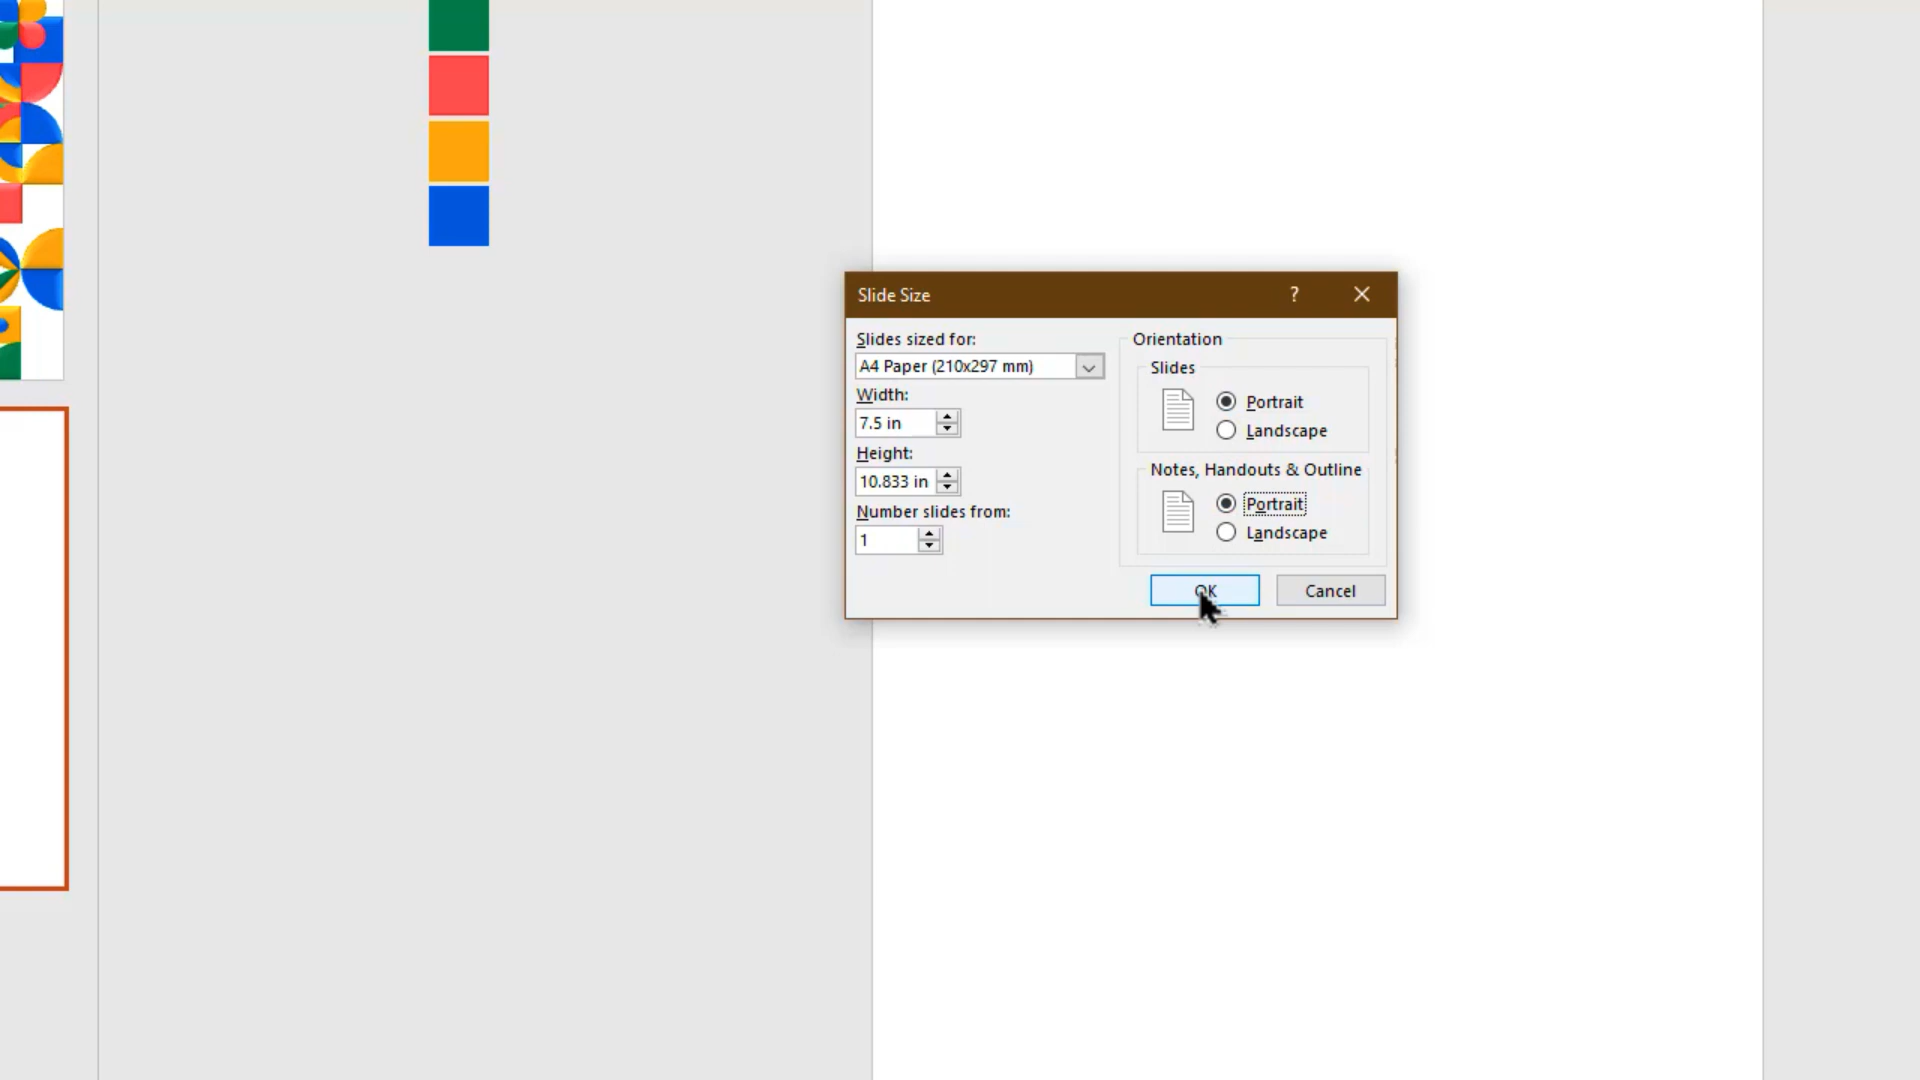 Slide Size
?
Slides sized for:
A4 Paper (210x297 mm)
Width:
7.5 in
Height:
10.833 in
Number slides from:
1
Orientation
Slides
Portrait
Landscape
Notes, Handouts & Outline
Portrait
Landscape
OK
Cancel